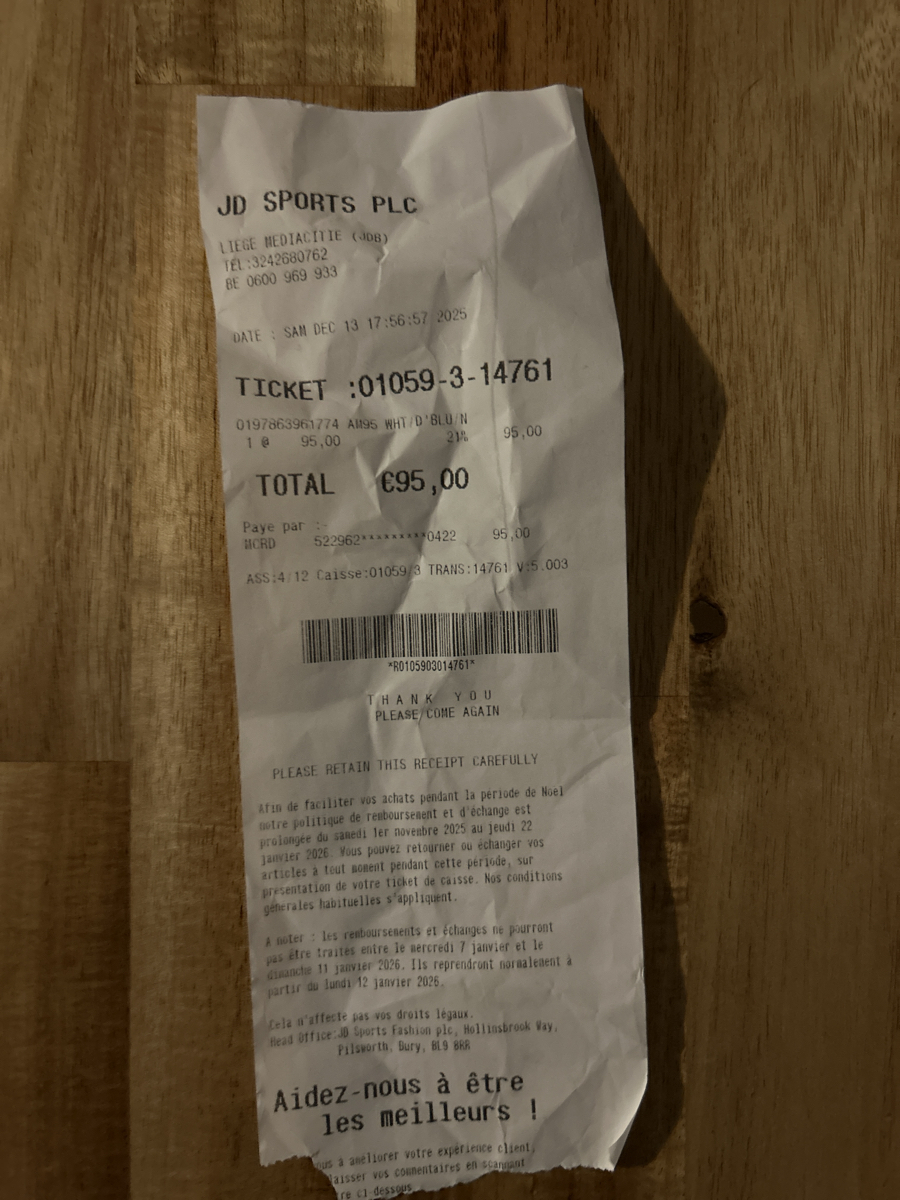 JD SPORTS PLC
LIEGE MEDIACITIE (JDB)
TEL:3242680762
BE 0600 969 933
DATE : SAM DEC 13 17:56:57 2025
TICKET :01059-3-14761
0197863961774 AM95 WHT/D'BLU/N
1 @ 95,00 21% 95,00
TOTAL €95,00
Paye par :-
MCRD 522962*********0422 95,00
ASS:4/12 Caisse:01059/3 TRANS:14761 V:5.003
*R0105903014761*
THANK YOU
PLEASE COME AGAIN
PLEASE RETAIN THIS RECEIPT CAREFULLY
Afin de faciliter vos achats pendant la période de Noel
notre politique de remboursement et d'échange est
prolongée du samedi 1er novembre 2025 au jeudi 22
janvier 2026. Vous pouvez retourner ou échanger vos
articles à tout moment pendant cette période, sur
présentation de votre ticket de caisse. Nos conditions
générales habituelles s'appliquent.
A noter : les remboursements et échanges ne pourront
pas être traités entre le mercredi 7 janvier et le
dimanche 11 janvier 2026. Ils reprendront normalement à
partir du lundi 12 janvier 2026.
Cela n'affecte pas vos droits légaux.
Head Office:JD Sports Fashion plc, Hollinsbrook Way,
Pilsworth, Bury, BL9 8RR
Aidez-nous à être
les meilleurs !
à améliorer votre expérience client,
vos commentaires en scannant
ci-dessous